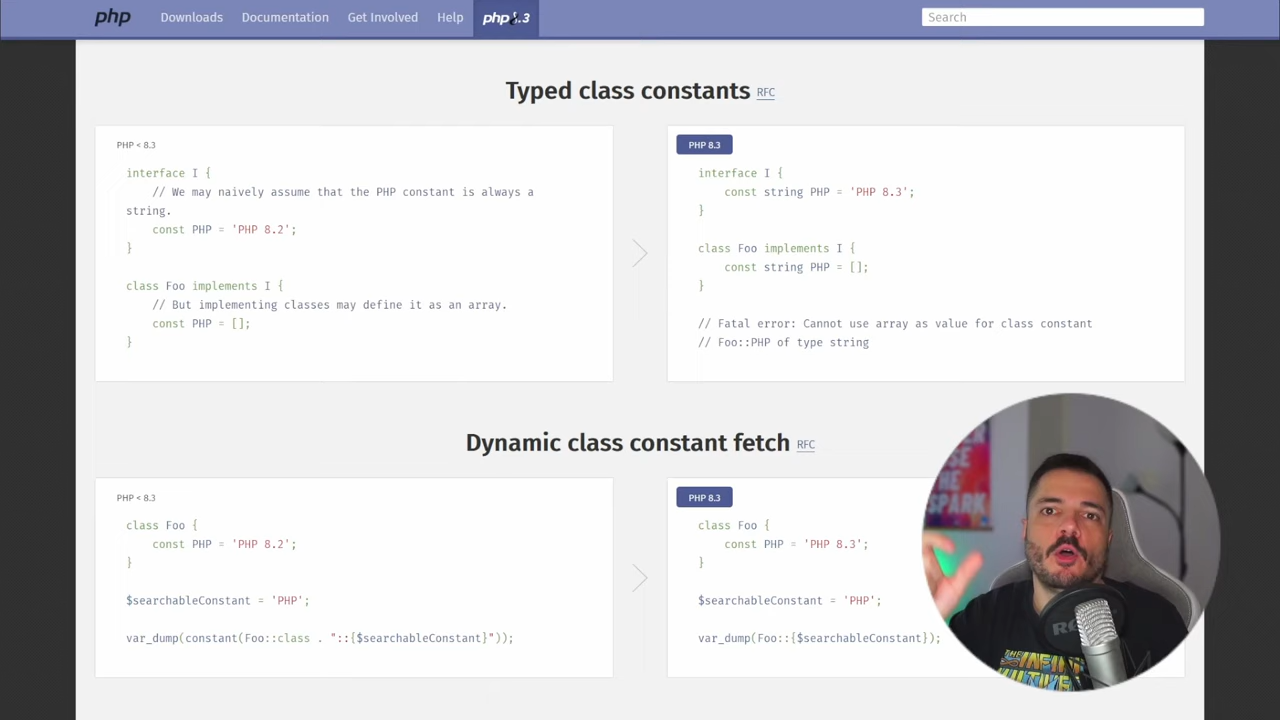 php Downloads Documentation Get Involved Help php8.3 Search
Typed class constants RFC
PHP < 8.3
interface I {
// We may naively assume that the PHP constant is always a
string.
const PHP = 'PHP 8.2';
}
class Foo implements I {
// But implementing classes may define it as an array.
const PHP = [];
}
PHP 8.3
interface I {
const string PHP = 'PHP 8.3';
}
class Foo implements I {
const string PHP = [];
}
// Fatal error: Cannot use array as value for class constant
// Foo::PHP of type string
Dynamic class constant fetch RFC
PHP < 8.3
class Foo {
const PHP = 'PHP 8.2';
}
$searchableConstant = 'PHP';
var_dump(constant(Foo::class . "::{$searchableConstant}"));
PHP 8.3
class Foo {
const PHP = 'PHP 8.3';
}
$searchableConstant = 'PHP';
var_dump(Foo::{$searchableConstant});
THE
SPARK
THE